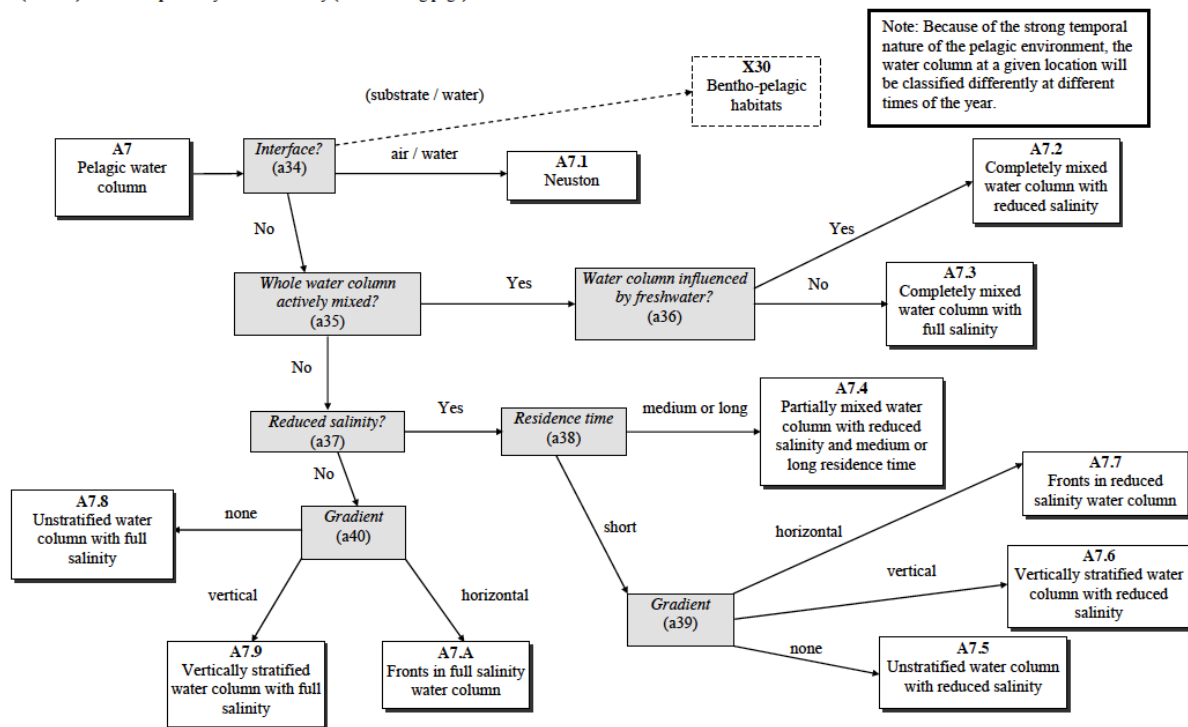 Note: Because of the strong temporal
nature of the pelagic environment, the
water column at a given location will
be classified differently at different
times of the year.
X30
Bentho-pelagic
habitats
(substrate / water)
A7
Pelagic water
column
Interface?
(a34)
air / water
A7.1
Neuston
A7.2
Completely mixed
water column with
reduced salinity
No
Yes
Whole water column
actively mixed?
(a35)
Yes
Water column influenced
by freshwater?
(a36)
No
A7.3
Completely mixed
water column with
full salinity
No
Reduced salinity?
(a37)
Yes
Residence time
(a38)
medium or long
A7.4
Partially mixed water
column with reduced
salinity and medium or
long residence time
A7.7
Fronts in reduced
salinity water column
No
A7.8
Unstratified water
column with full
salinity
none
Gradient
(a40)
short
horizontal
A7.6
Vertically stratified water
column with reduced
salinity
vertical
vertical
horizontal
Gradient
(a39)
none
A7.5
Unstratified water column
with reduced salinity
A7.9
Vertically stratified
water column with full
salinity
A7.A
Fronts in full salinity
water column